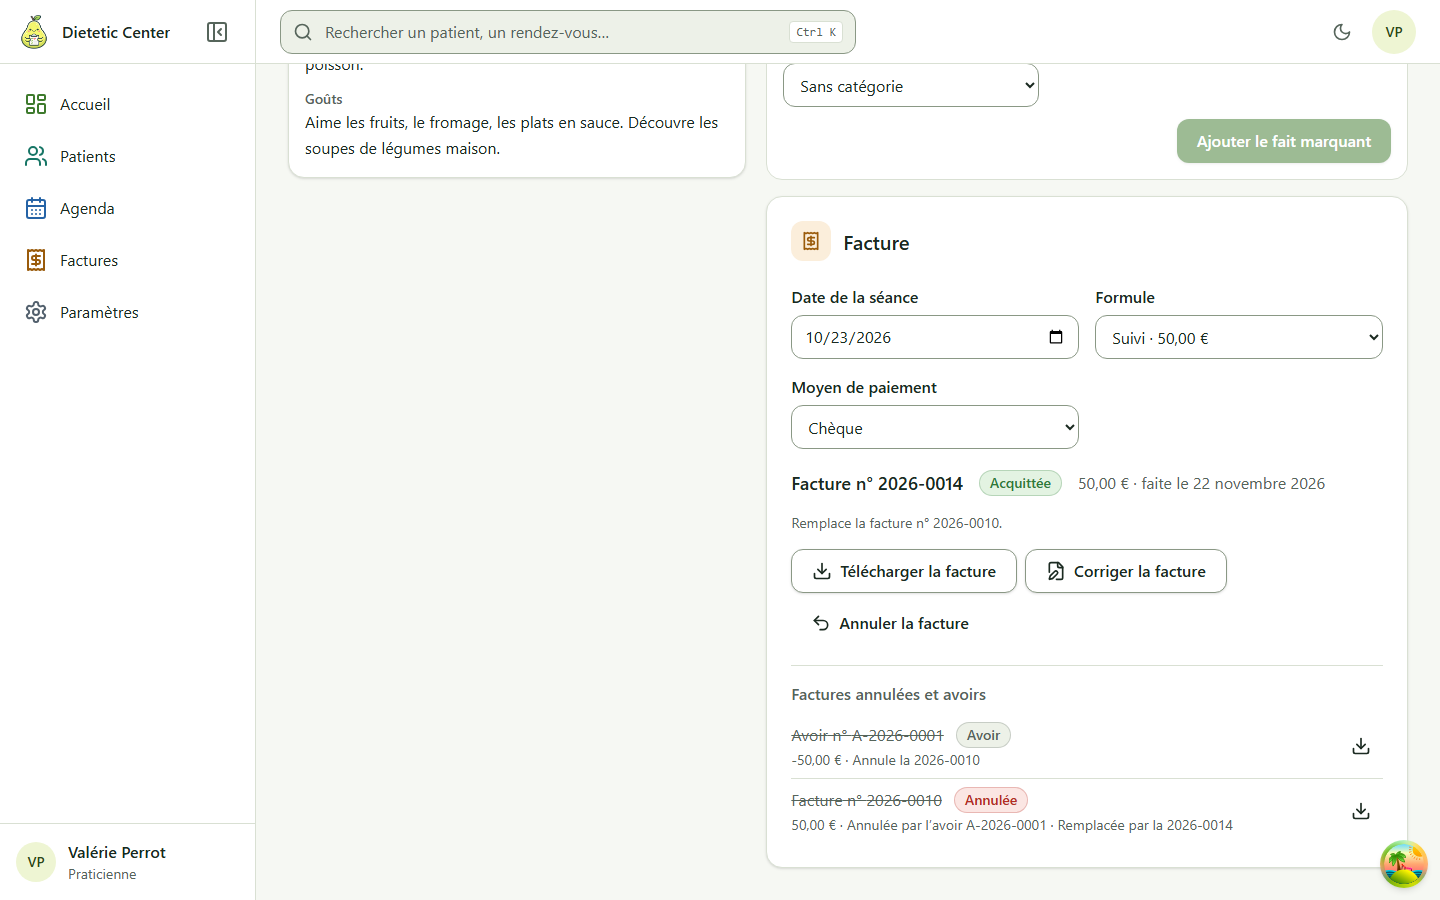 Dietetic Center
Rechercher un patient, un rendez-vous...
Ctrl K
VP
Accueil
Patients
Agenda
Factures
Paramètres
VP
Valérie Perrot
Praticienne
poisson.
Goûts
Aime les fruits, le fromage, les plats en sauce. Découvre les
soupes de légumes maison.
Sans catégorie
Ajouter le fait marquant
Facture
Date de la séance
Formule
10/23/2026
Suivi · 50,00 €
Moyen de paiement
Chèque
Facture n° 2026-0014
Acquittée
50,00 € · faite le 22 novembre 2026
Remplace la facture n° 2026-0010.
Télécharger la facture
Corriger la facture
Annuler la facture
Factures annulées et avoirs
Avoir n° A-2026-0001
Avoir
-50,00 € · Annule la 2026-0010
Facture n° 2026-0010
Annulée
50,00 € · Annulée par l'avoir A-2026-0001 · Remplacée par la 2026-0014